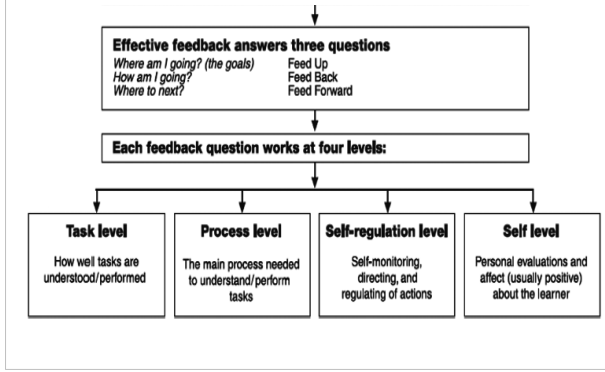 Effective feedback answers three questions
Where am I going? (the goals) Feed Up
How am I going? Feed Back
Where to next? Feed Forward
Each feedback question works at four levels:
Task level
How well tasks are
understood/performed
Process level
The main process needed
to understand/perform
tasks
Self-regulation level
Self-monitoring,
directing, and
regulating of actions
Self level
Personal evaluations and
affect (usually positive)
about the learner